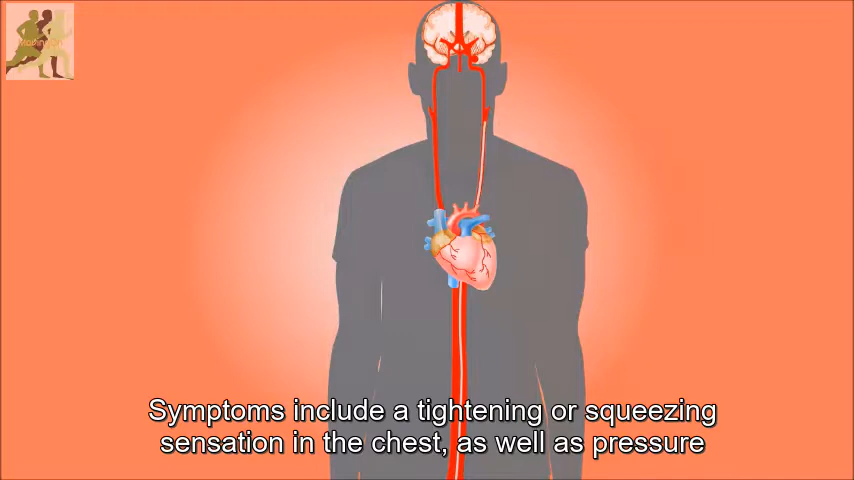 Symptoms include a tightening or squeezing
sensation in the chest, as well as pressure